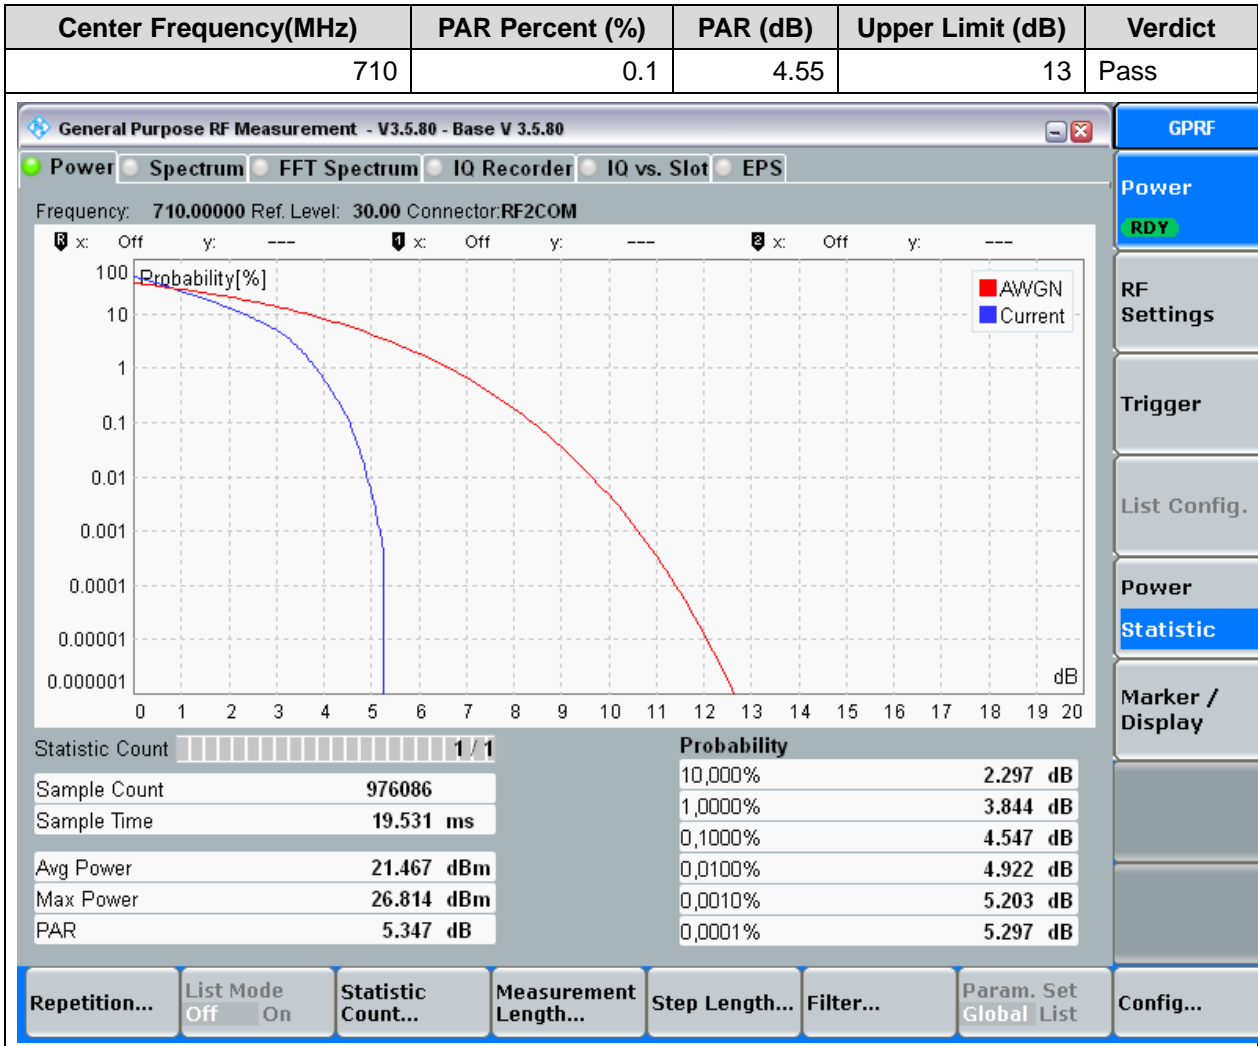 Center Frequency(MHz) PAR Percent (%) PAR (dB) Upper Limit (dB) Verdict
710 0.1 4.55 13 Pass
General Purpose RF Measurement - V3.5.80 - Base V 3.5.80
GPRF
Power Spectrum FFT Spectrum IQ Recorder IQ vs. Slot EPS
Power
RDY
Frequency: 710.00000 Ref. Level: 30.00 Connector:RF2COM
R x: Off y: --- 1 x: Off y: --- 2 x: Off y: ---
100 Probability[%]
AWGN
Current
10
1
0.1
0.01
0.001
0.0001
0.00001
0.000001
dB
0 1 2 3 4 5 6 7 8 9 10 11 12 13 14 15 16 17 18 19 20
RF
Settings
Trigger
List Config.
Power
Statistic
Marker /
Display
Statistic Count 1 / 1
Sample Count 976086
Sample Time 19.531 ms
Avg Power 21.467 dBm
Max Power 26.814 dBm
PAR 5.347 dB
Probability
10,000% 2.297 dB
1,0000% 3.844 dB
0,1000% 4.547 dB
0,0100% 4.922 dB
0,0010% 5.203 dB
0,0001% 5.297 dB
Repetition...
List Mode
Off On
Statistic
Count...
Measurement
Length...
Step Length...
Filter...
Param. Set
Global List
Config...